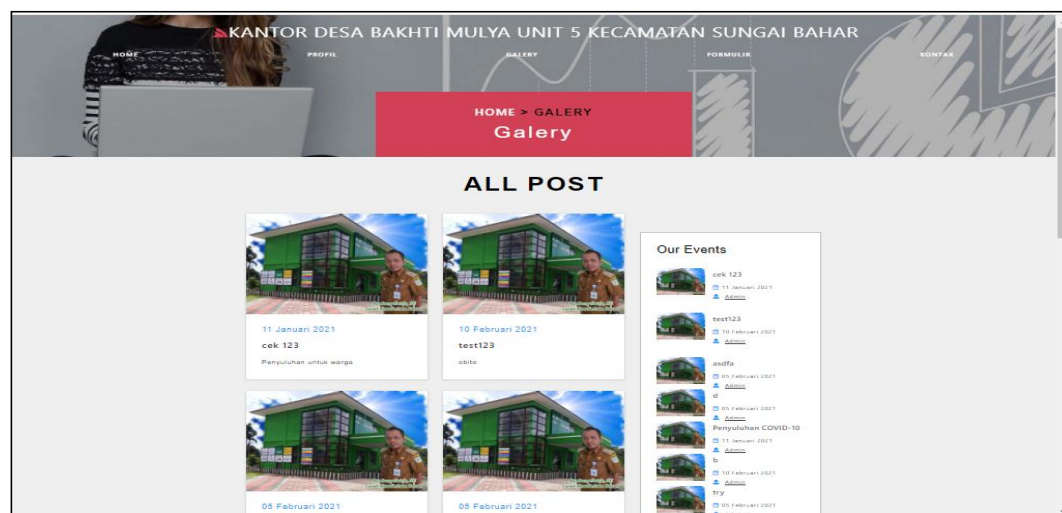 KANTOR DESA BAKHTI MULYA UNIT 5 KECAMATAN SUNGAI BAHAR
HOME PROFIL GALERY FORMULIR KONTAK
HOME > GALERY
Galery
ALL POST
11 Januari 2021
cek 123
Penyuluhan untuk warga
10 Februari 2021
test123
obito
05 Februari 2021
05 Februari 2021
Our Events
cek 123
11 Januari 2021
Admin
test123
10 Februari 2021
Admin
asdfa
05 Februari 2021
Admin
d
05 Februari 2021
Admin
Penyuluhan COVID-10
11 Januari 2021
Admin
b
10 Februari 2021
Admin
try
05 Februari 2021